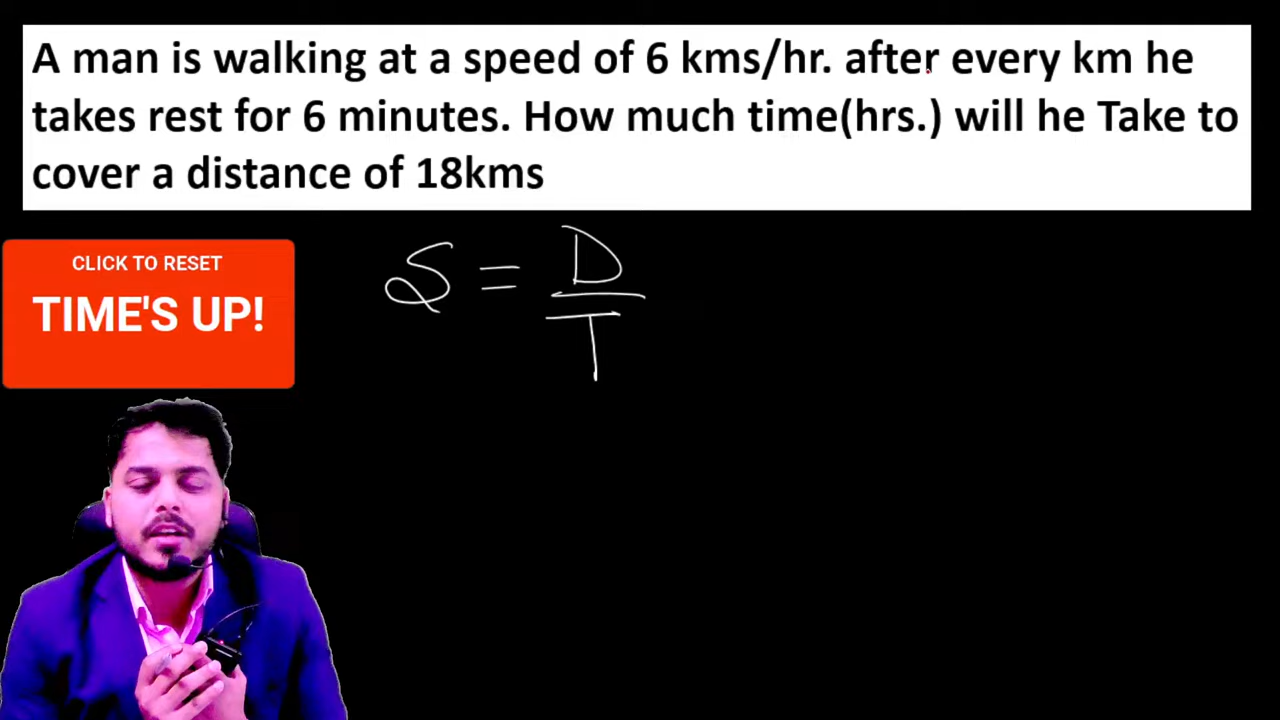 A man is walking at a speed of 6 kms/hr. after every km he
takes rest for 6 minutes. How much time(hrs.) will he Take to
cover a distance of 18kms
CLICK TO RESET
TIME'S UP!
S = D
T